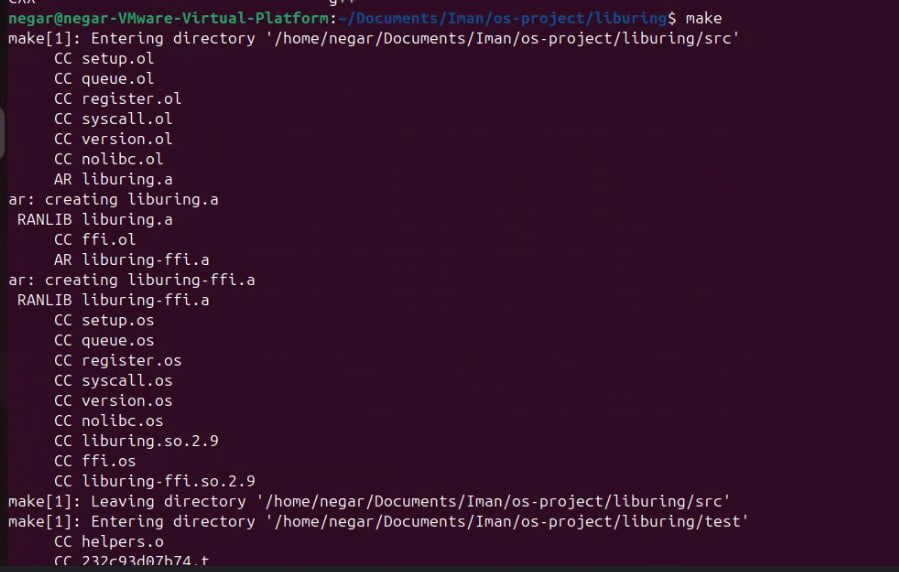 CXX g++
negar@negar-VMware-Virtual-Platform:~/Documents/Iman/os-project/liburing$ make
make[1]: Entering directory '/home/negar/Documents/Iman/os-project/liburing/src'
CC setup.ol
CC queue.ol
CC register.ol
CC syscall.ol
CC version.ol
CC nolibc.ol
AR liburing.a
ar: creating liburing.a
RANLIB liburing.a
CC ffi.ol
AR liburing-ffi.a
ar: creating liburing-ffi.a
RANLIB liburing-ffi.a
CC setup.os
CC queue.os
CC register.os
CC syscall.os
CC version.os
CC nolibc.os
CC liburing.so.2.9
CC ffi.os
CC liburing-ffi.so.2.9
make[1]: Leaving directory '/home/negar/Documents/Iman/os-project/liburing/src'
make[1]: Entering directory '/home/negar/Documents/Iman/os-project/liburing/test'
CC helpers.o
CC 232c93d07b74.t